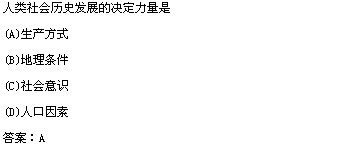 人类社会历史发展的决定力量是
(A)生产方式
(B)地理条件
(C)社会意识
(D)人口因素
答案：A